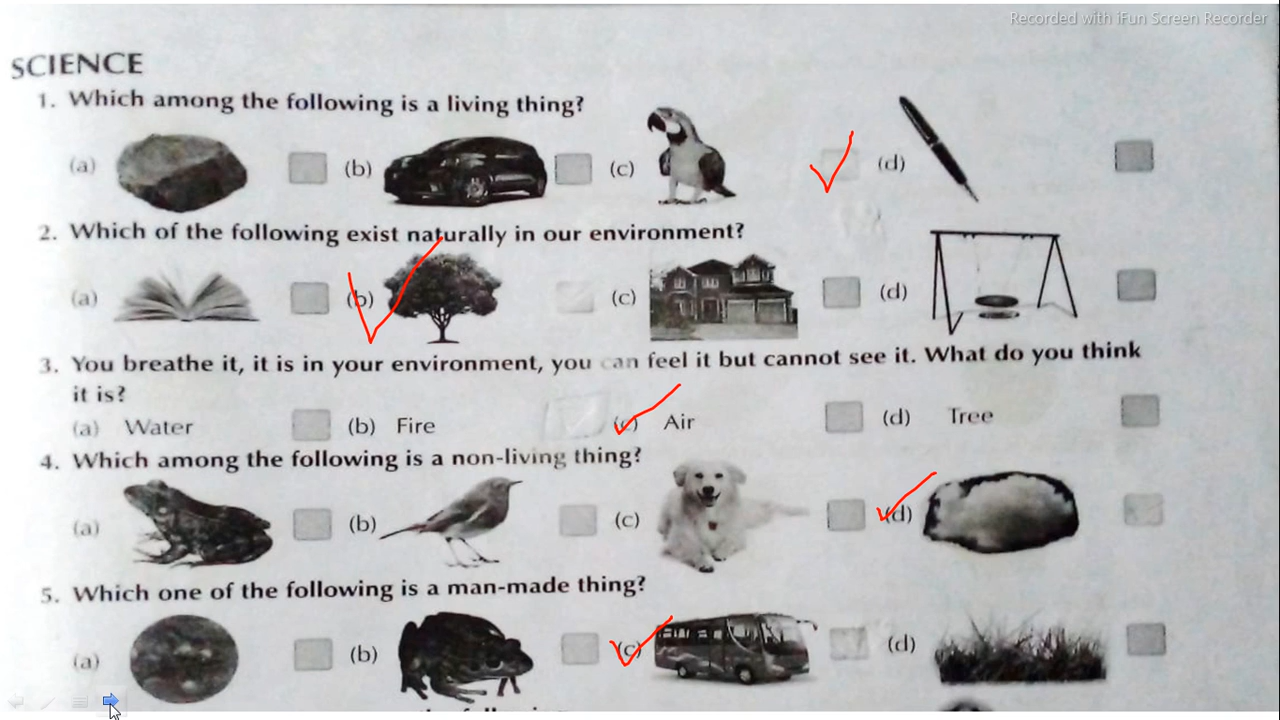 Recorded with iFun Screen Recorder
SCIENCE
1. Which among the following is a living thing?
(a) (b) (c) (d)
2. Which of the following exist naturally in our environment?
(a) (b) (c) (d)
3. You breathe it, it is in your environment, you can feel it but cannot see it. What do you think
it is?
(a) Water (b) Fire (c) Air (d) Tree
4. Which among the following is a non-living thing?
(a) (b) (c) (d)
5. Which one of the following is a man-made thing?
(a) (b) (c) (d)